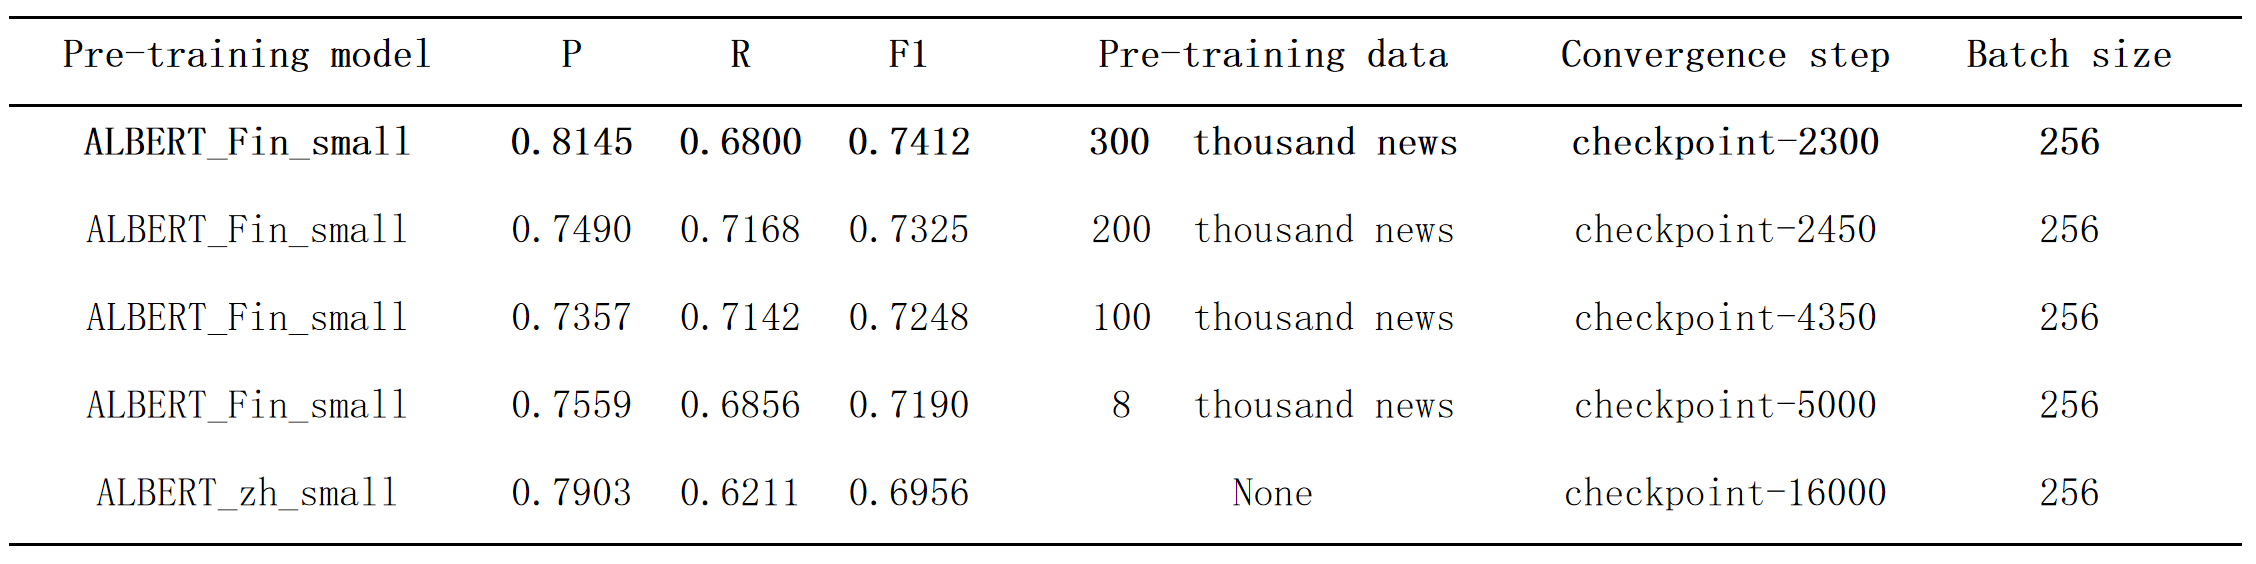 Pre-training model P R F1 Pre-training data Convergence step Batch size
ALBERT_Fin_small 0.8145 0.6800 0.7412 300 thousand news checkpoint-2300 256
ALBERT_Fin_small 0.7490 0.7168 0.7325 200 thousand news checkpoint-2450 256
ALBERT_Fin_small 0.7357 0.7142 0.7248 100 thousand news checkpoint-4350 256
ALBERT_Fin_small 0.7559 0.6856 0.7190 8 thousand news checkpoint-5000 256
ALBERT_zh_small 0.7903 0.6211 0.6956 None checkpoint-16000 256